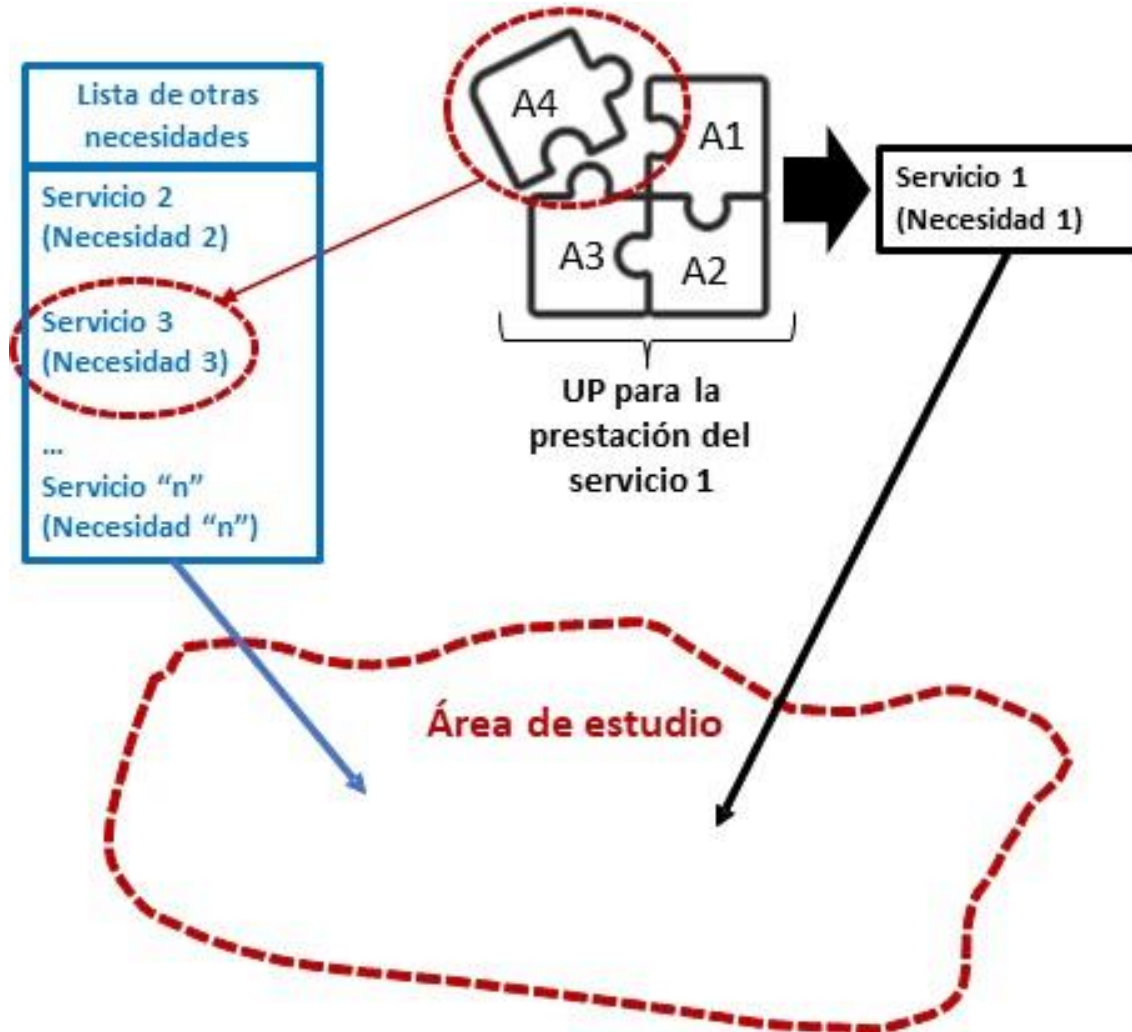 Lista de otras
necesidades
Servicio 2
(Necesidad 2)
Servicio 3
(Necesidad 3)
...
Servicio “n”
(Necesidad “n”)
A4
A1
A3
A2
UP para la
prestación del
servicio 1
Servicio 1
(Necesidad 1)
Área de estudio